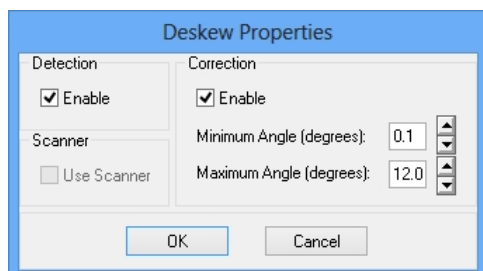 Deskew Properties
Detection
Enable
Scanner
Use Scanner
Correction
Enable
Minimum Angle (degrees): 0.1
Maximum Angle (degrees): 12.0
OK Cancel